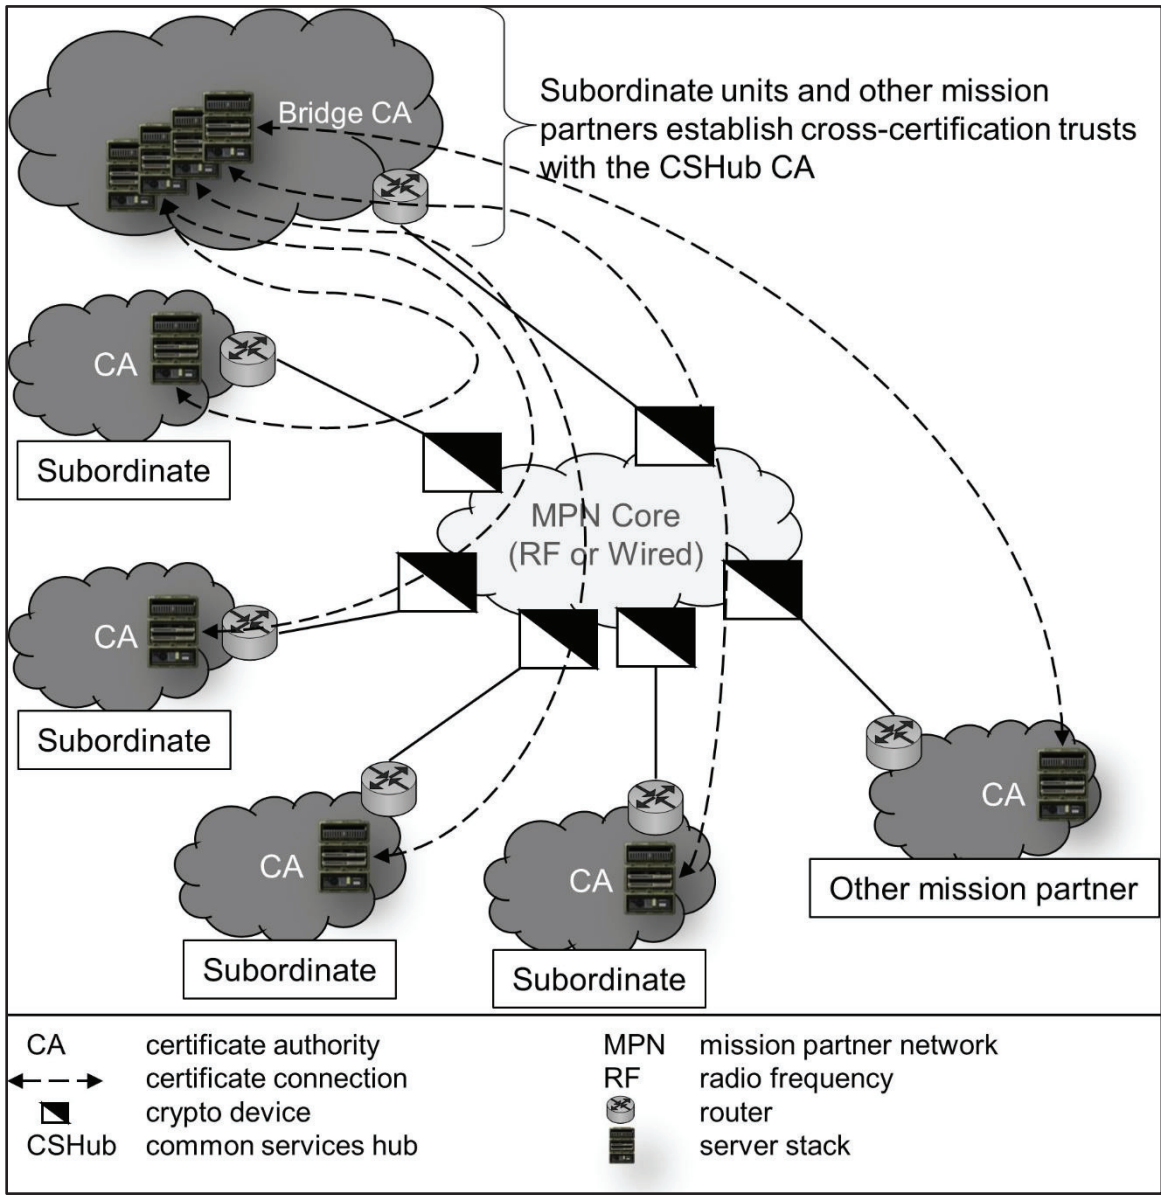 Bridge CA
Subordinate units and other mission
partners establish cross-certification trusts
with the CSHub CA
CA
Subordinate
MPN Core
(RF or Wired)
CA
Subordinate
CA
Subordinate
CA
Subordinate
CA
Other mission partner
CA certificate authority
certificate connection
crypto device
CSHub common services hub
MPN mission partner network
RF radio frequency
router
server stack